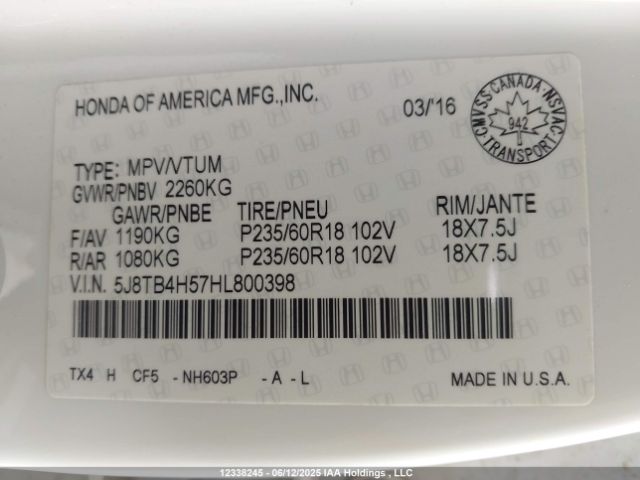 HONDA OF AMERICA MFG.,INC.
03/'16
CMVSS·CANADA·NSVAC
942
TRANSPORT
TYPE: MPV/VTUM
GVWR/PNBV 2260KG
GAWR/PNBE TIRE/PNEU RIM/JANTE
F/AV 1190KG P235/60R18 102V 18X7.5J
R/AR 1080KG P235/60R18 102V 18X7.5J
V.I.N. 5J8TB4H57HL800398
TX4 H CF5 -NH603P -A-L MADE IN U.S.A.
12338245 - 06/12/2025 IAA Holdings , LLC